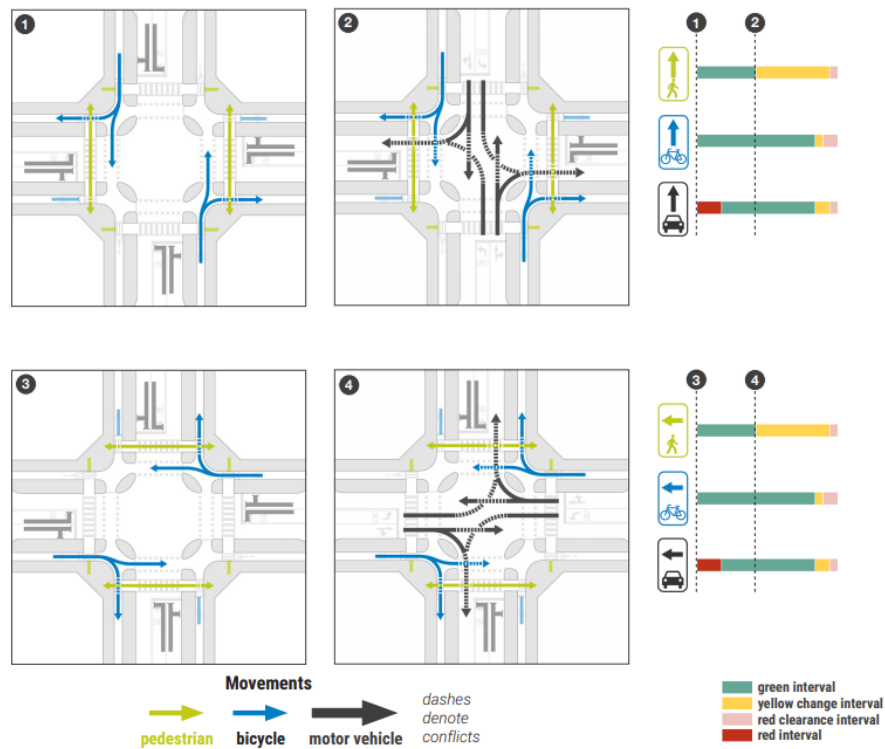 1
2
1
2
3
4
3
4
Movements
pedestrian
bicycle
motor vehicle
dashes
denote
conflicts
green interval
yellow change interval
red clearance interval
red interval